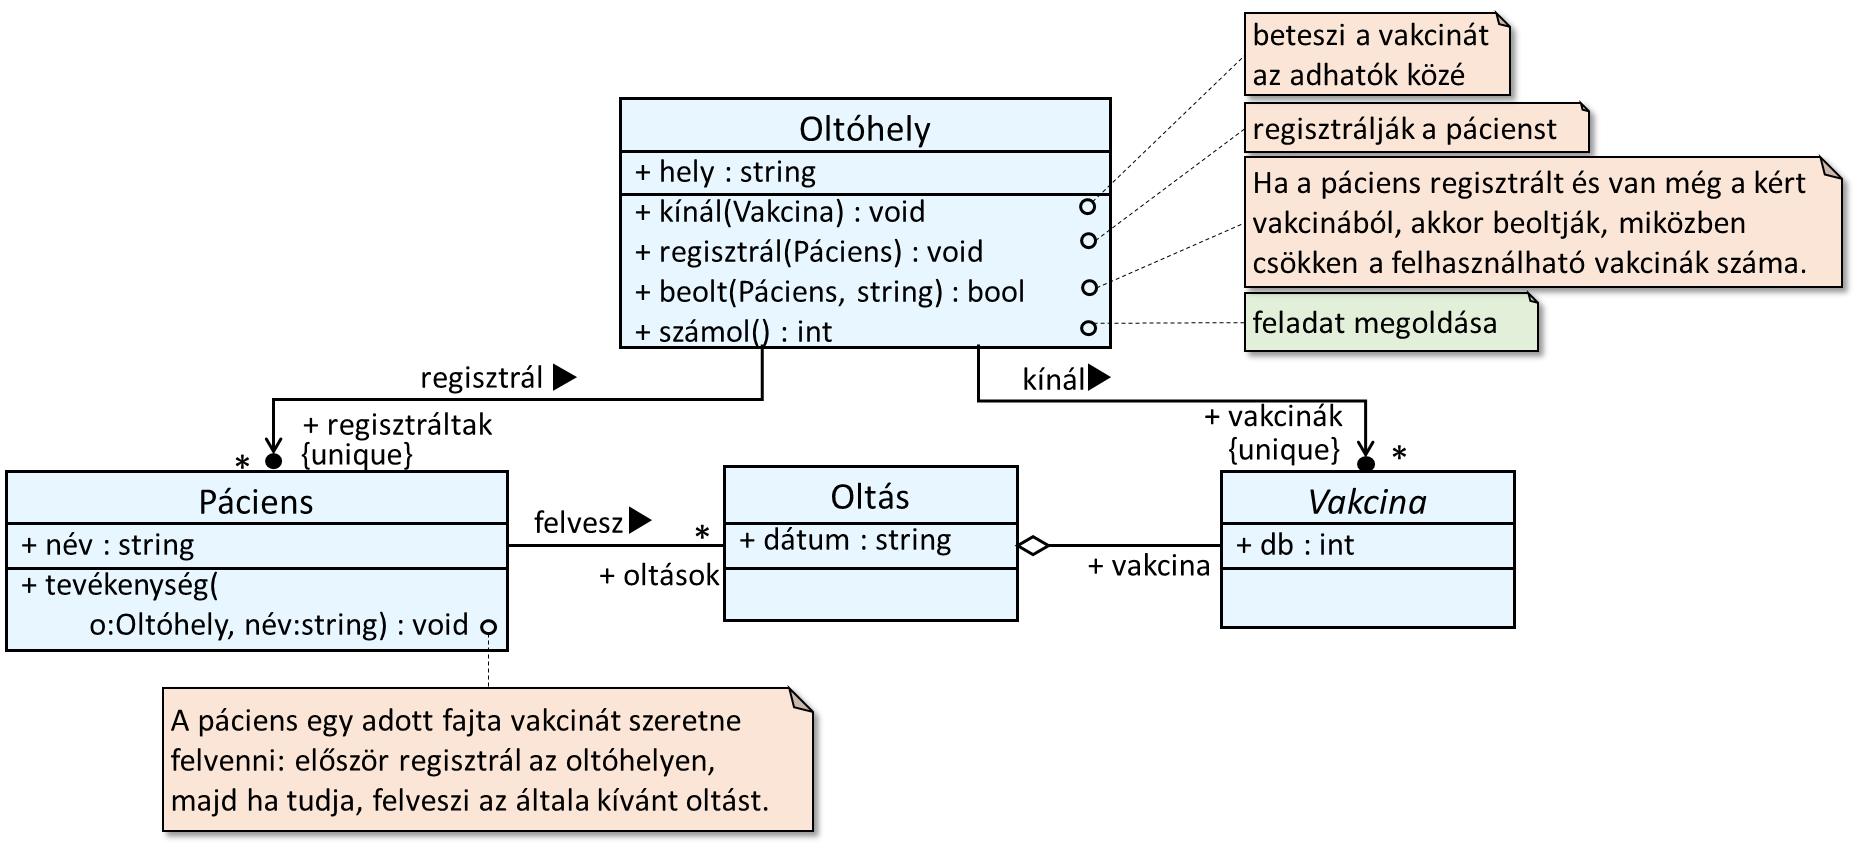 beteszi a vakcinát
az adhatók közé
Oltóhely
+ hely : string
+ kínál(Vakcina) : void
+ regisztrál(Páciens) : void
+ beolt(Páciens, string) : bool
+ számol() : int
regisztrálják a pácienst
Ha a páciens regisztrált és van még a kért
vakcinából, akkor beoltják, miközben
csökken a felhasználható vakcinák száma.
feladat megoldása
regisztrál
kínál
+ regisztráltak
{unique}
*
+ vakcinák
{unique}
*
Páciens
+ név : string
+ tevékenység(
o:Oltóhely, név:string) : void
felvesz
*
+ oltások
Oltás
+ dátum : string
+ vakcina
Vakcina
+ db : int
A páciens egy adott fajta vakcinát szeretne
felvenni: először regisztrál az oltóhelyen,
majd ha tudja, felveszi az általa kívánt oltást.